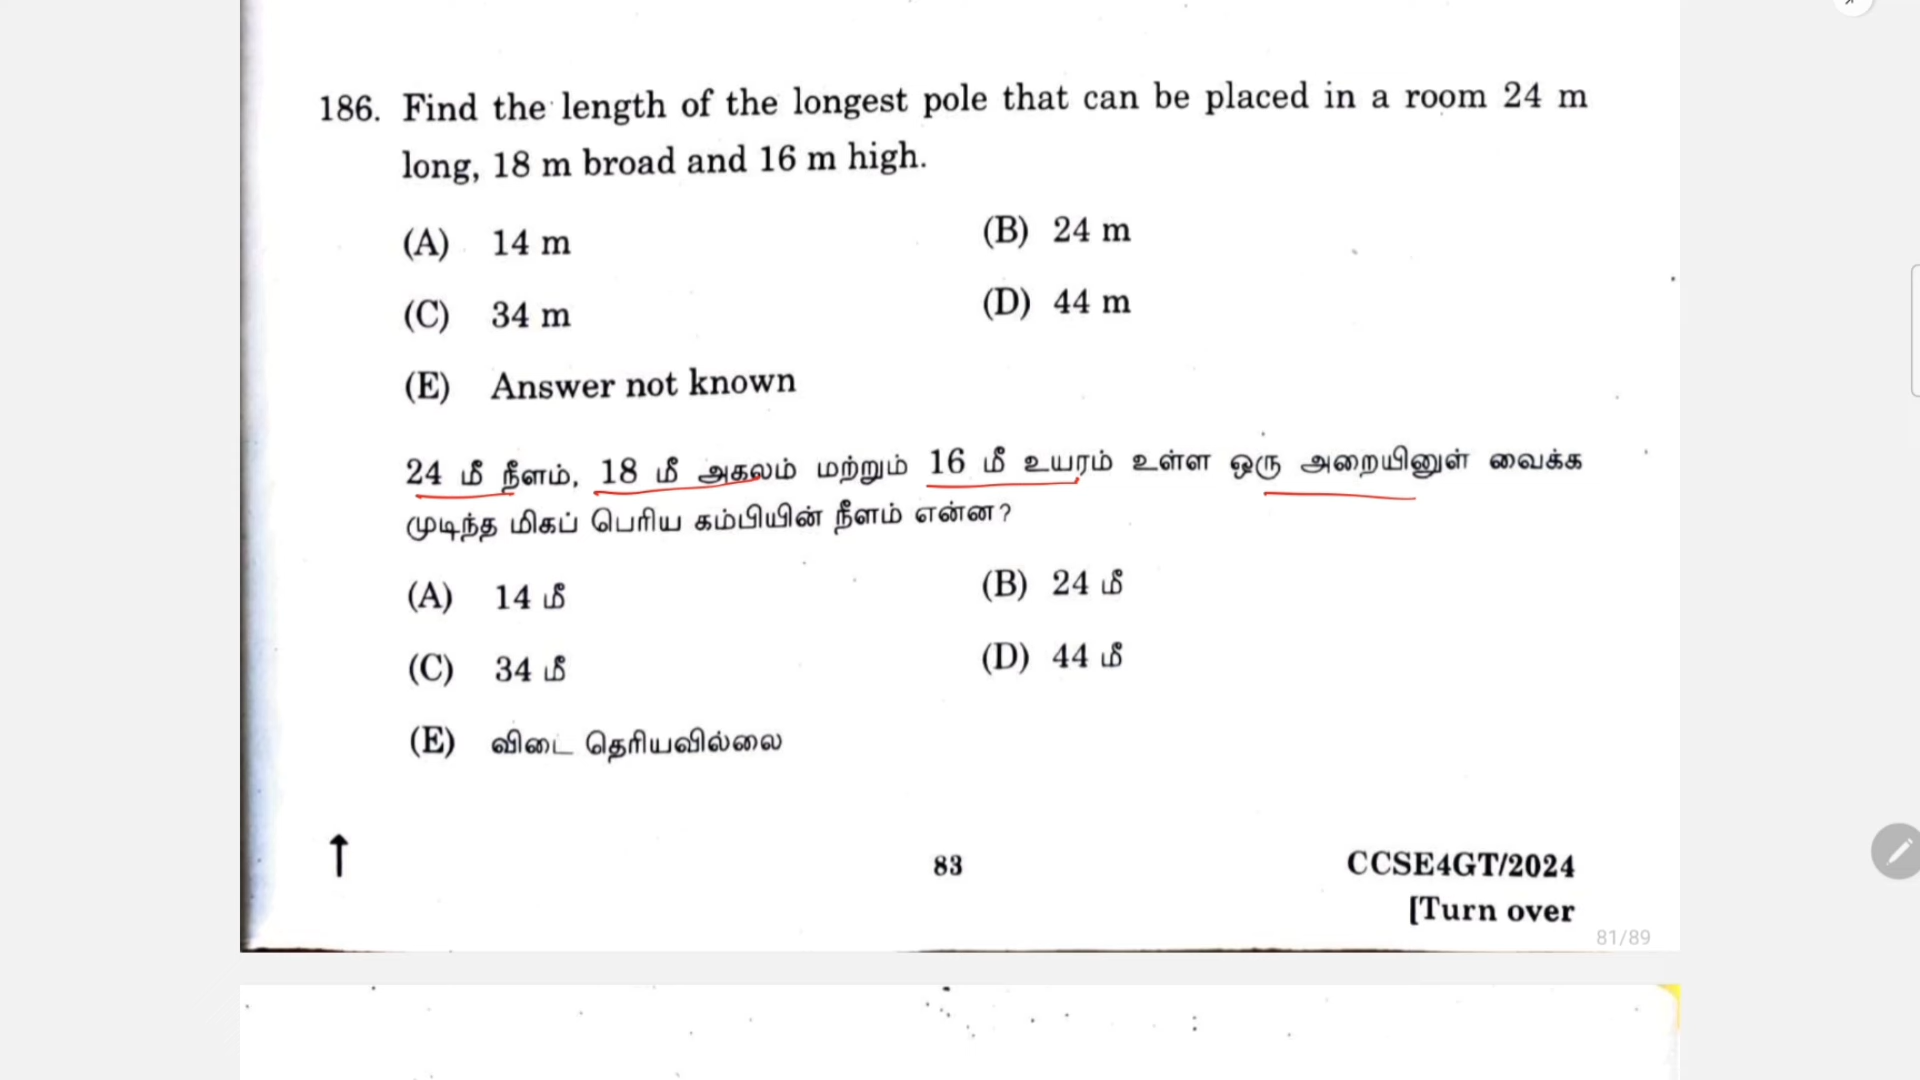 186. Find the length of the longest pole that can be placed in a room 24 m
long, 18 m broad and 16 m high.
(A) 14 m (B) 24 m
(C) 34 m (D) 44 m
(E) Answer not known
24 மீ நீளம், 18 மீ அகலம் மற்றும் 16 மீ உயரம் உள்ள ஒரு அறையினுள் வைக்க
முடிந்த மிகப் பெரிய கம்பியின் நீளம் என்ன?
(A) 14 மீ (B) 24 மீ
(C) 34 மீ (D) 44 மீ
(E) விடை தெரியவில்லை
↑ 83 CCSE4GT/2024
[Turn over
81/89